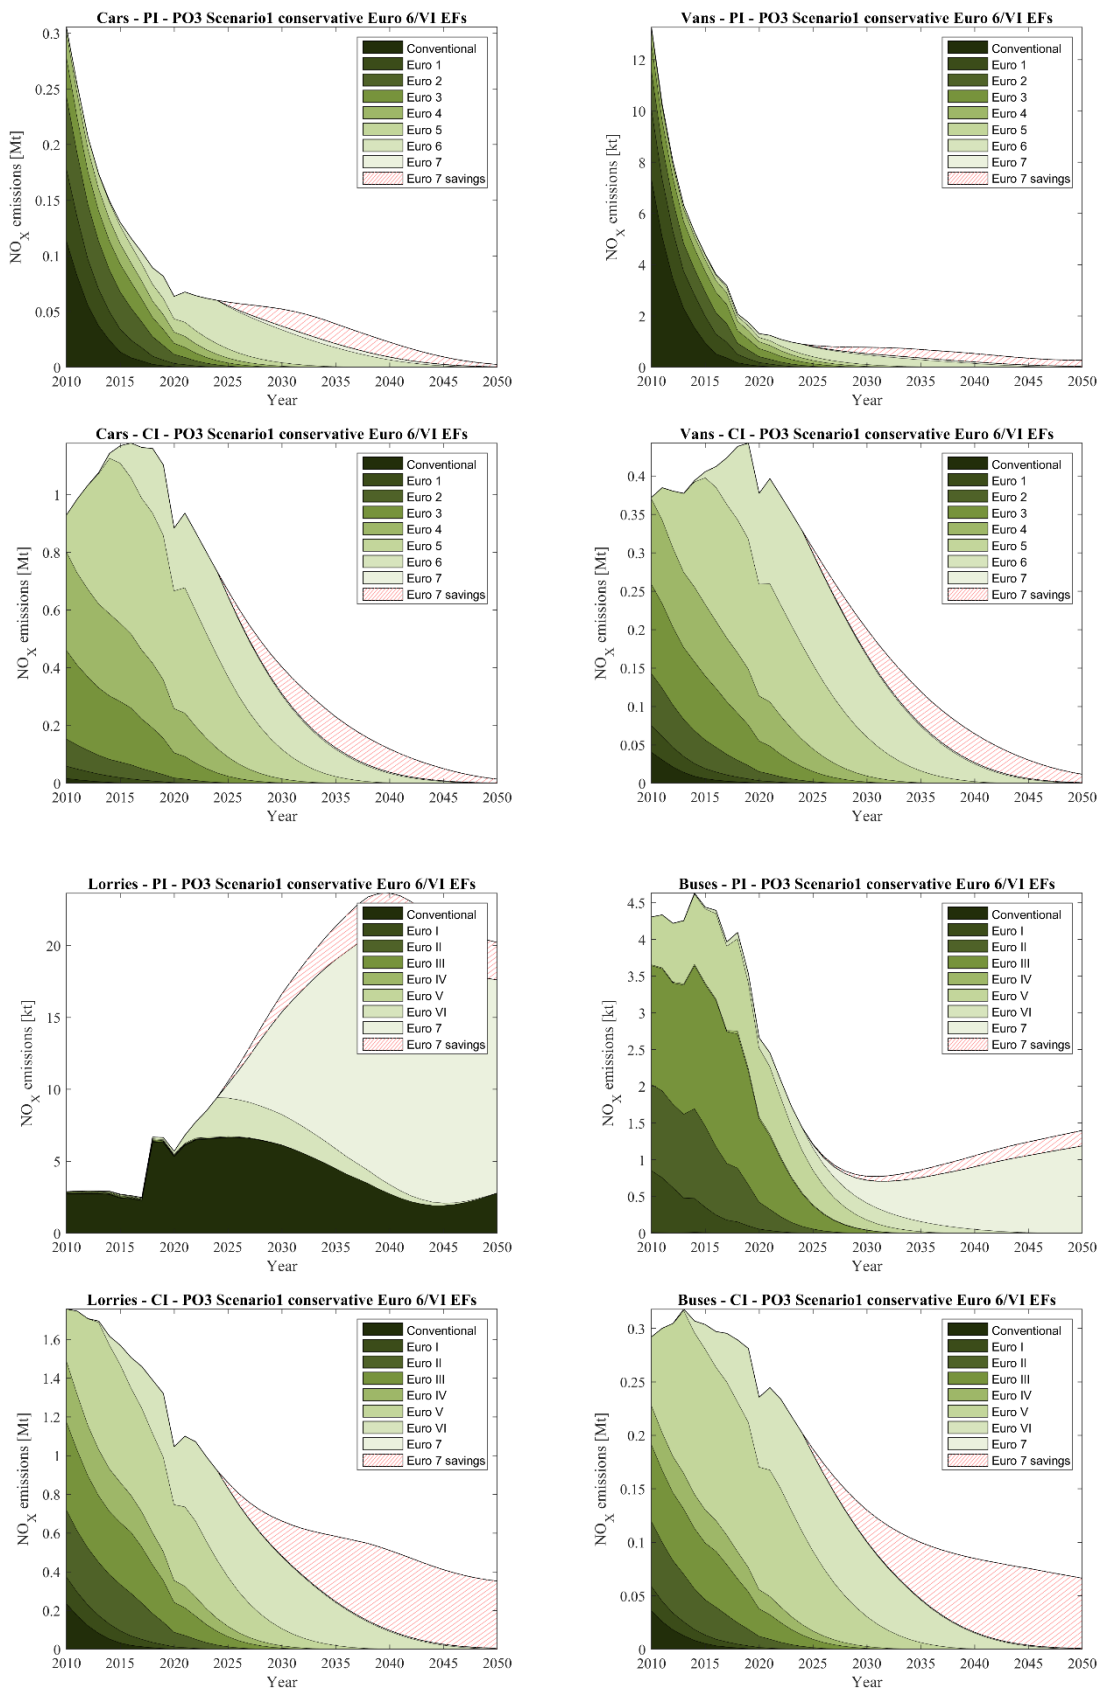 Cars - PI - PO3 Scenario1 conservative Euro 6/VI EFs
NOX emissions [Mt]
0.3
0.25
0.2
0.15
0.1
0.05
0
Conventional
Euro 1
Euro 2
Euro 3
Euro 4
Euro 5
Euro 6
Euro 7
Euro 7 savings
2010 2015 2020 2025 2030 2035 2040 2045 2050
Year
Vans - PI - PO3 Scenario1 conservative Euro 6/VI EFs
NOX emissions [kt]
12
10
8
6
4
2
0
Conventional
Euro 1
Euro 2
Euro 3
Euro 4
Euro 5
Euro 6
Euro 7
Euro 7 savings
2010 2015 2020 2025 2030 2035 2040 2045 2050
Year
Cars - CI - PO3 Scenario1 conservative Euro 6/VI EFs
NOX emissions [Mt]
1
0.8
0.6
0.4
0.2
0
Conventional
Euro 1
Euro 2
Euro 3
Euro 4
Euro 5
Euro 6
Euro 7
Euro 7 savings
2010 2015 2020 2025 2030 2035 2040 2045 2050
Year
Vans - CI - PO3 Scenario1 conservative Euro 6/VI EFs
NOX emissions [Mt]
0.4
0.35
0.3
0.25
0.2
0.15
0.1
0.05
0
Conventional
Euro 1
Euro 2
Euro 3
Euro 4
Euro 5
Euro 6
Euro 7
Euro 7 savings
2010 2015 2020 2025 2030 2035 2040 2045 2050
Year
Lorries - PI - PO3 Scenario1 conservative Euro 6/VI EFs
NOX emissions [kt]
20
15
10
5
0
Conventional
Euro I
Euro II
Euro III
Euro IV
Euro V
Euro VI
Euro 7
Euro 7 savings
2010 2015 2020 2025 2030 2035 2040 2045 2050
Year
Buses - PI - PO3 Scenario1 conservative Euro 6/VI EFs
NOX emissions [kt]
4.5
4
3.5
3
2.5
2
1.5
1
0.5
0
Conventional
Euro I
Euro II
Euro III
Euro IV
Euro V
Euro VI
Euro 7
Euro 7 savings
2010 2015 2020 2025 2030 2035 2040 2045 2050
Year
Lorries - CI - PO3 Scenario1 conservative Euro 6/VI EFs
NOX emissions [Mt]
1.6
1.4
1.2
1
0.8
0.6
0.4
0.2
0
Conventional
Euro I
Euro II
Euro III
Euro IV
Euro V
Euro VI
Euro 7
Euro 7 savings
2010 2015 2020 2025 2030 2035 2040 2045 2050
Year
Buses - CI - PO3 Scenario1 conservative Euro 6/VI EFs
NOX emissions [Mt]
0.3
0.25
0.2
0.15
0.1
0.05
0
Conventional
Euro I
Euro II
Euro III
Euro IV
Euro V
Euro VI
Euro 7
Euro 7 savings
2010 2015 2020 2025 2030 2035 2040 2045 2050
Year